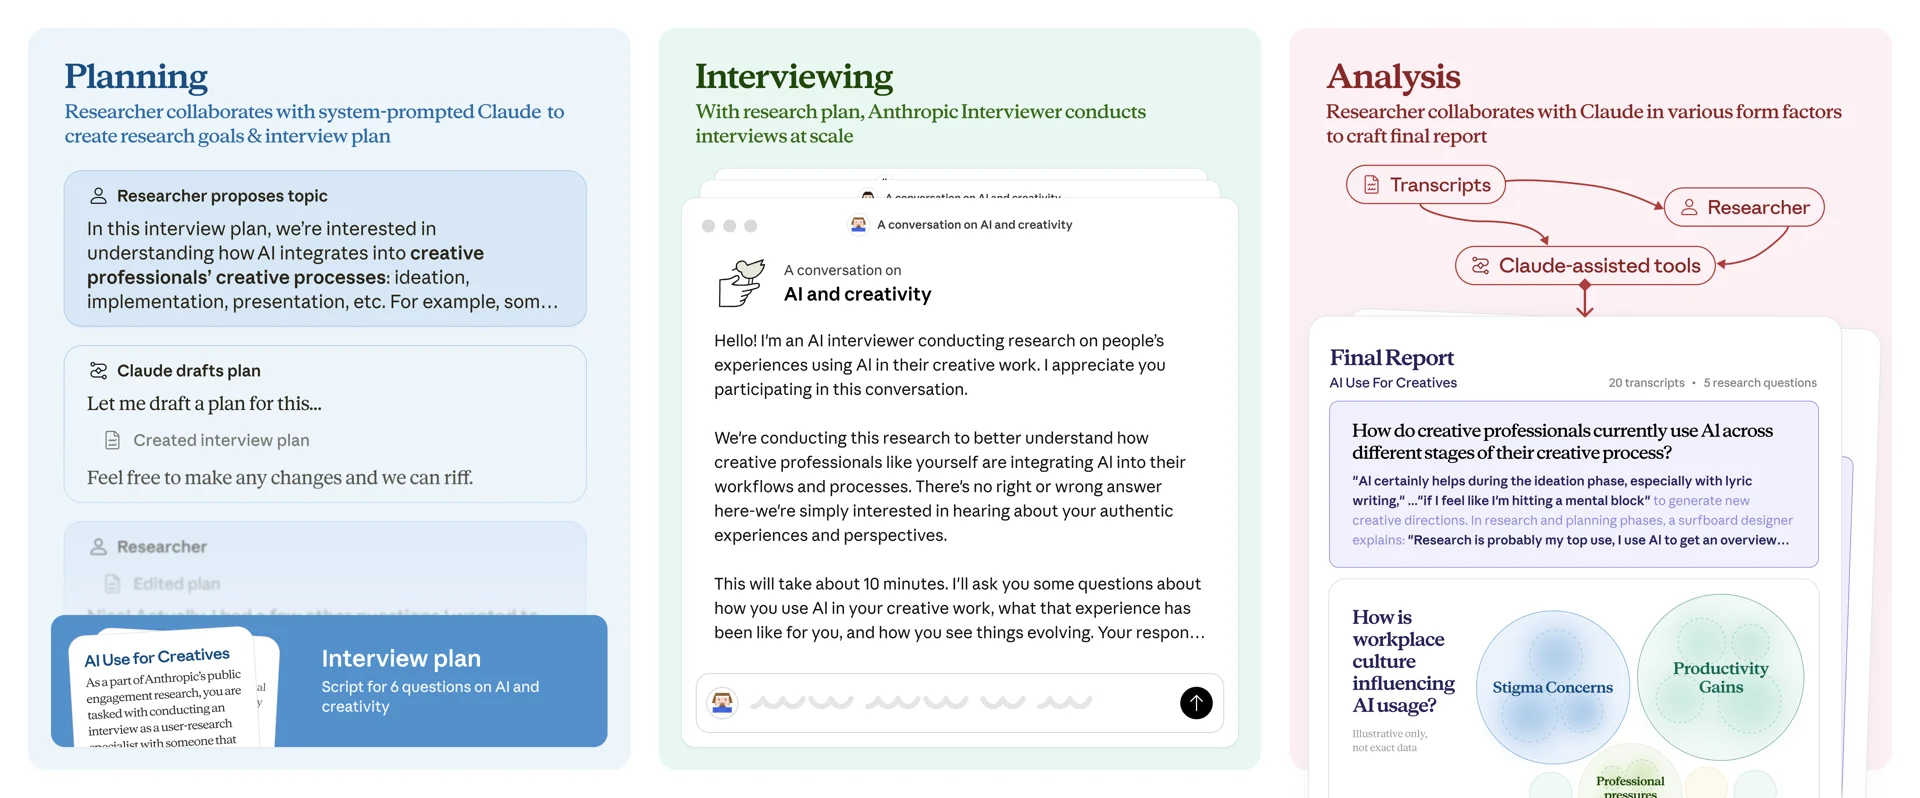 Planning
Researcher collaborates with system-prompted Claude to
create research goals & interview plan
Researcher proposes topic
In this interview plan, we're interested in
understanding how AI integrates into creative
professionals' creative processes: ideation,
implementation, presentation, etc. For example, som...
Claude drafts plan
Let me draft a plan for this...
Created interview plan
Feel free to make any changes and we can riff.
Researcher
Edited plan
AI Use for Creatives
As a part of Anthropic's public
engagement research, you are
tasked with conducting an
interview as a user-research
specialist with someone that
Interview plan
Script for 6 questions on AI and
creativity
Interviewing
With research plan, Anthropic Interviewer conducts
interviews at scale
A conversation on AI and creativity
A conversation on AI and creativity
A conversation on
AI and creativity
Hello! I'm an AI interviewer conducting research on people's
experiences using AI in their creative work. I appreciate you
participating in this conversation.
We're conducting this research to better understand how
creative professionals like yourself are integrating AI into their
workflows and processes. There's no right or wrong answer
here-we're simply interested in hearing about your authentic
experiences and perspectives.
This will take about 10 minutes. I'll ask you some questions about
how you use AI in your creative work, what that experience has
been like for you, and how you see things evolving. Your respon...
Analysis
Researcher collaborates with Claude in various form factors
to craft final report
Transcripts
Researcher
Claude-assisted tools
Final Report
AI Use For Creatives
20 transcripts • 5 research questions
How do creative professionals currently use AI across
different stages of their creative process?
"AI certainly helps during the ideation phase, especially with lyric
writing," ..."if I feel like I'm hitting a mental block" to generate new
creative directions. In research and planning phases, a surfboard designer
explains: "Research is probably my top use, I use AI to get an overview...
How is
workplace
culture
influencing
AI usage?
Illustrative only,
not exact data
Stigma Concerns
Productivity
Gains
Professional
pressures